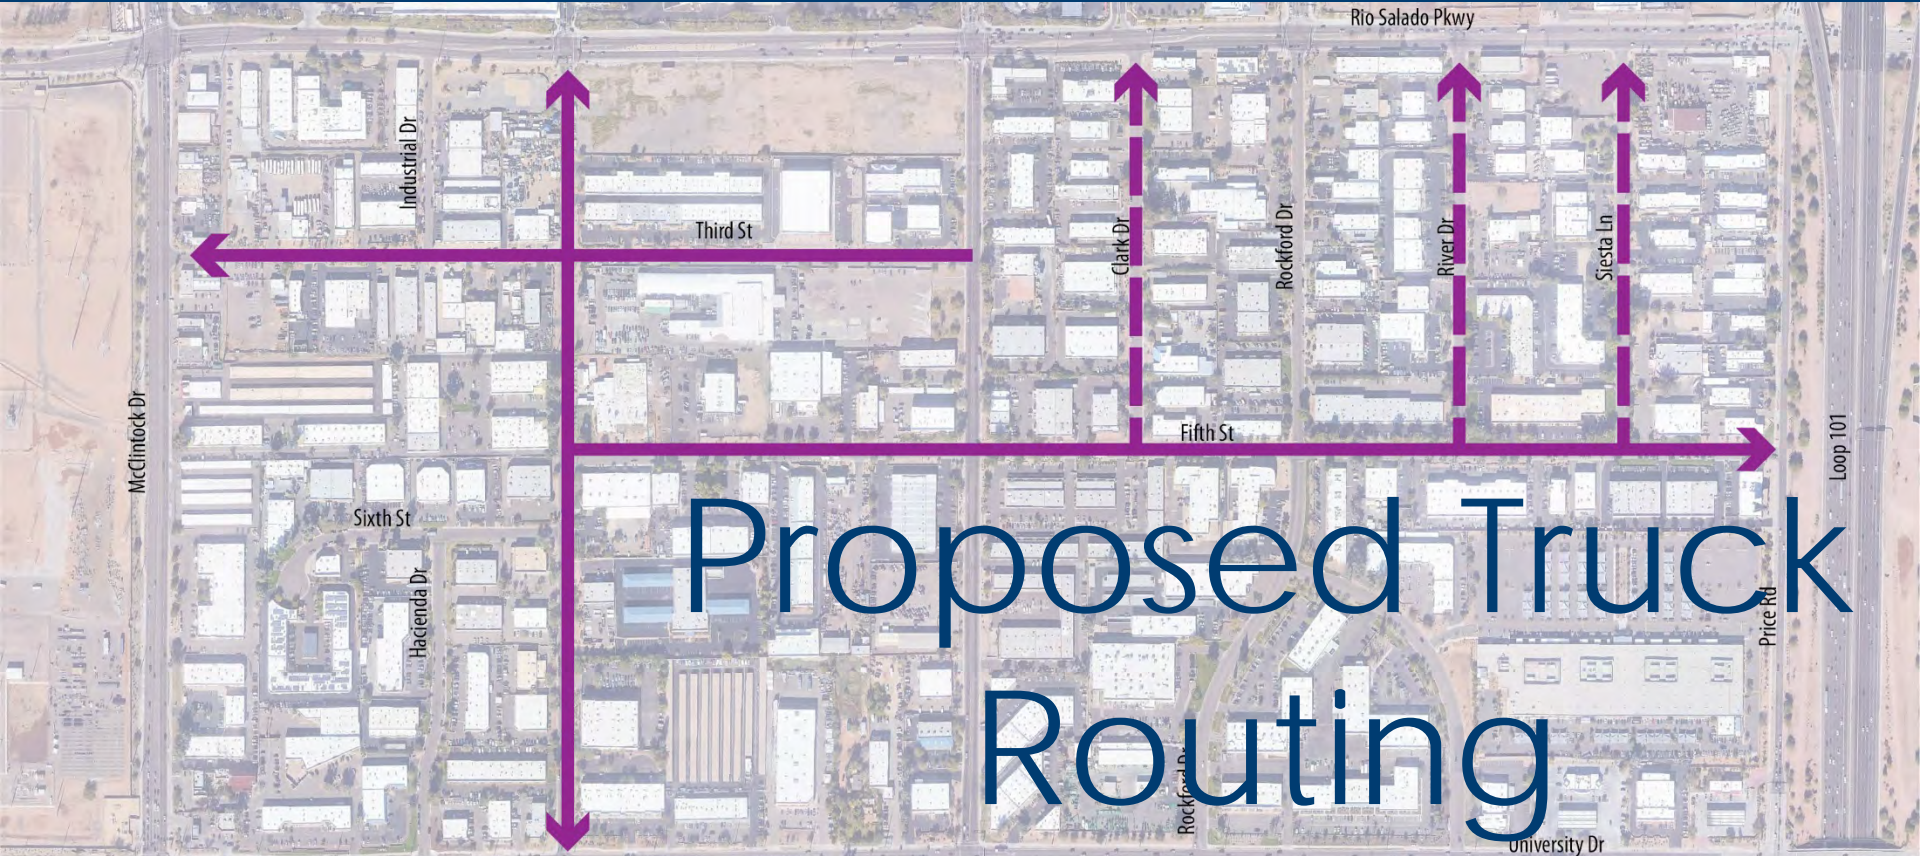 Rio Salado Pkwy
Industrial Dr
Third St
Clark Dr
Rockford Dr
River Dr
Siesta Ln
McClintock Dr
Fifth St
Loop 101
Sixth St
Hacienda Dr
Proposed Truck
Routing
Price Rd
Rockford Dr
University Dr